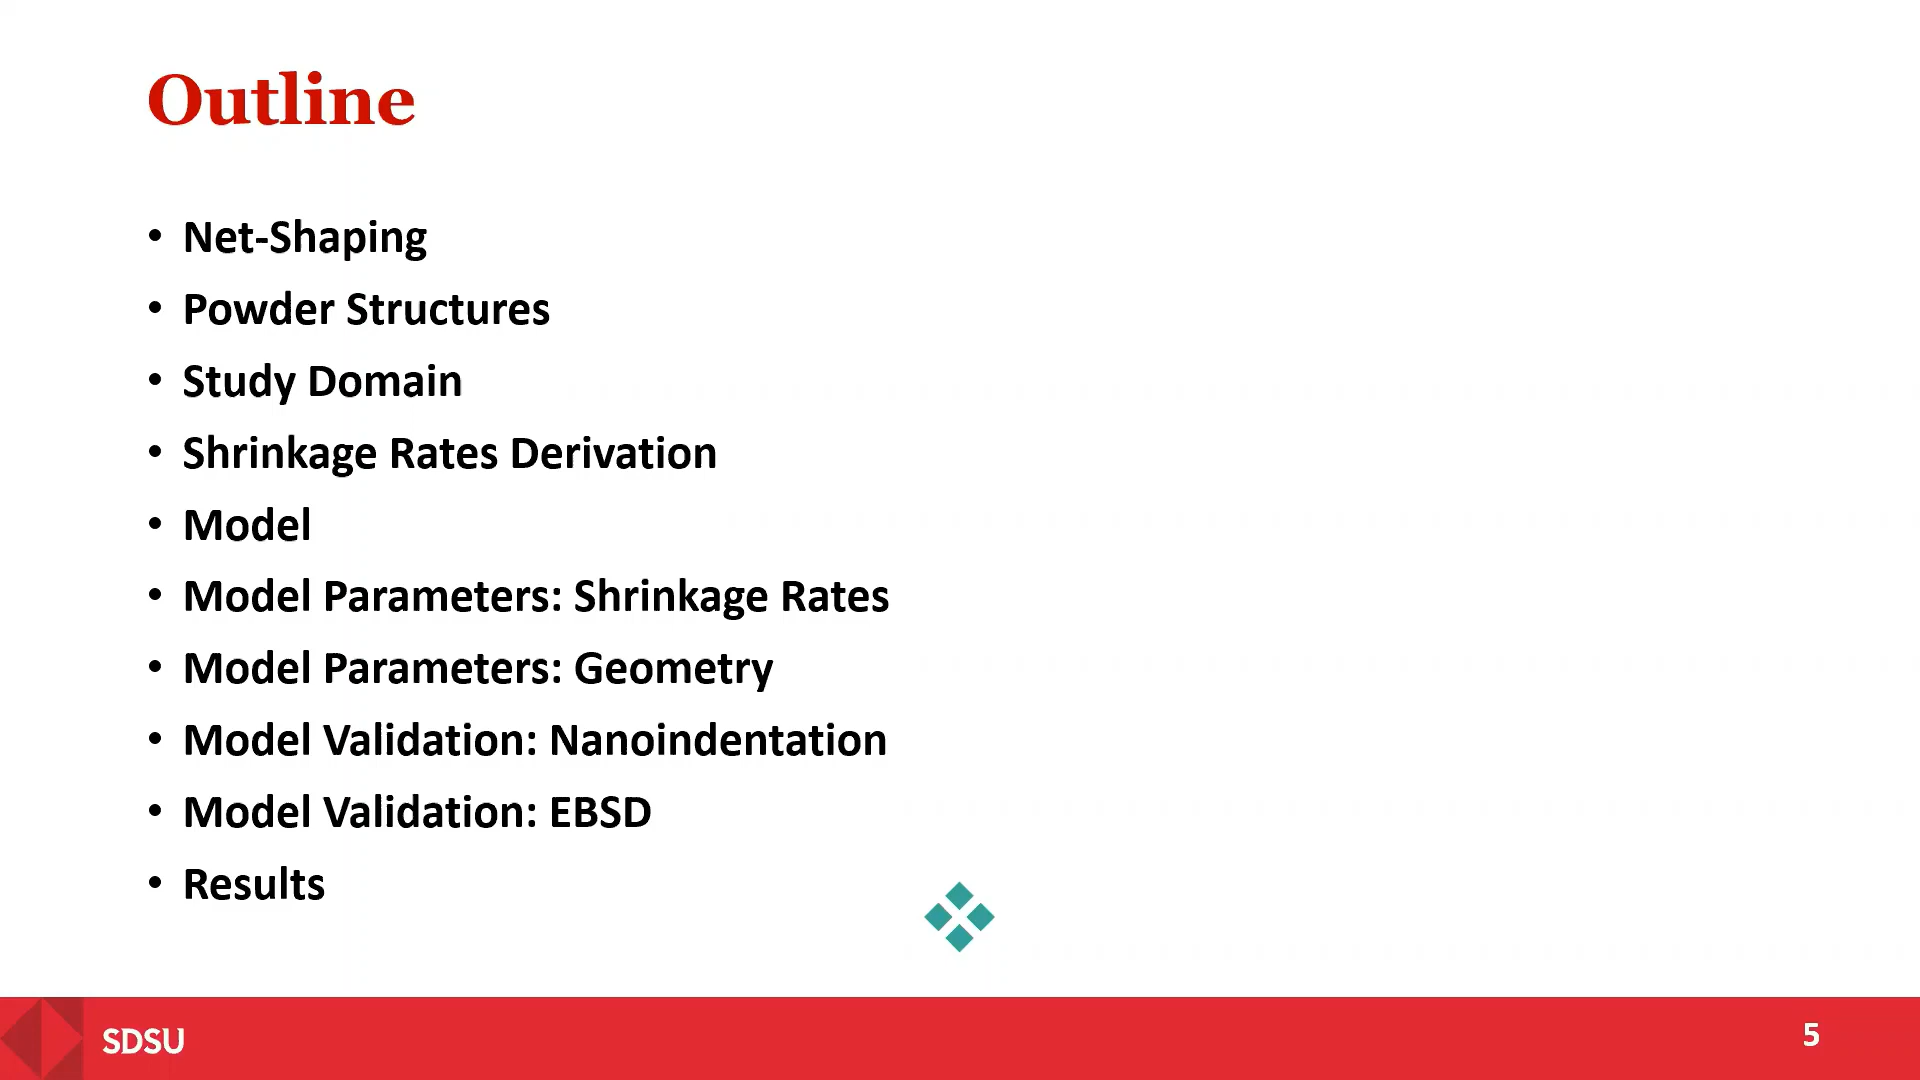 Outline
• Net-Shaping
• Powder Structures
• Study Domain
• Shrinkage Rates Derivation
• Model
• Model Parameters: Shrinkage Rates
• Model Parameters: Geometry
• Model Validation: Nanoindentation
• Model Validation: EBSD
• Results
SDSU
5